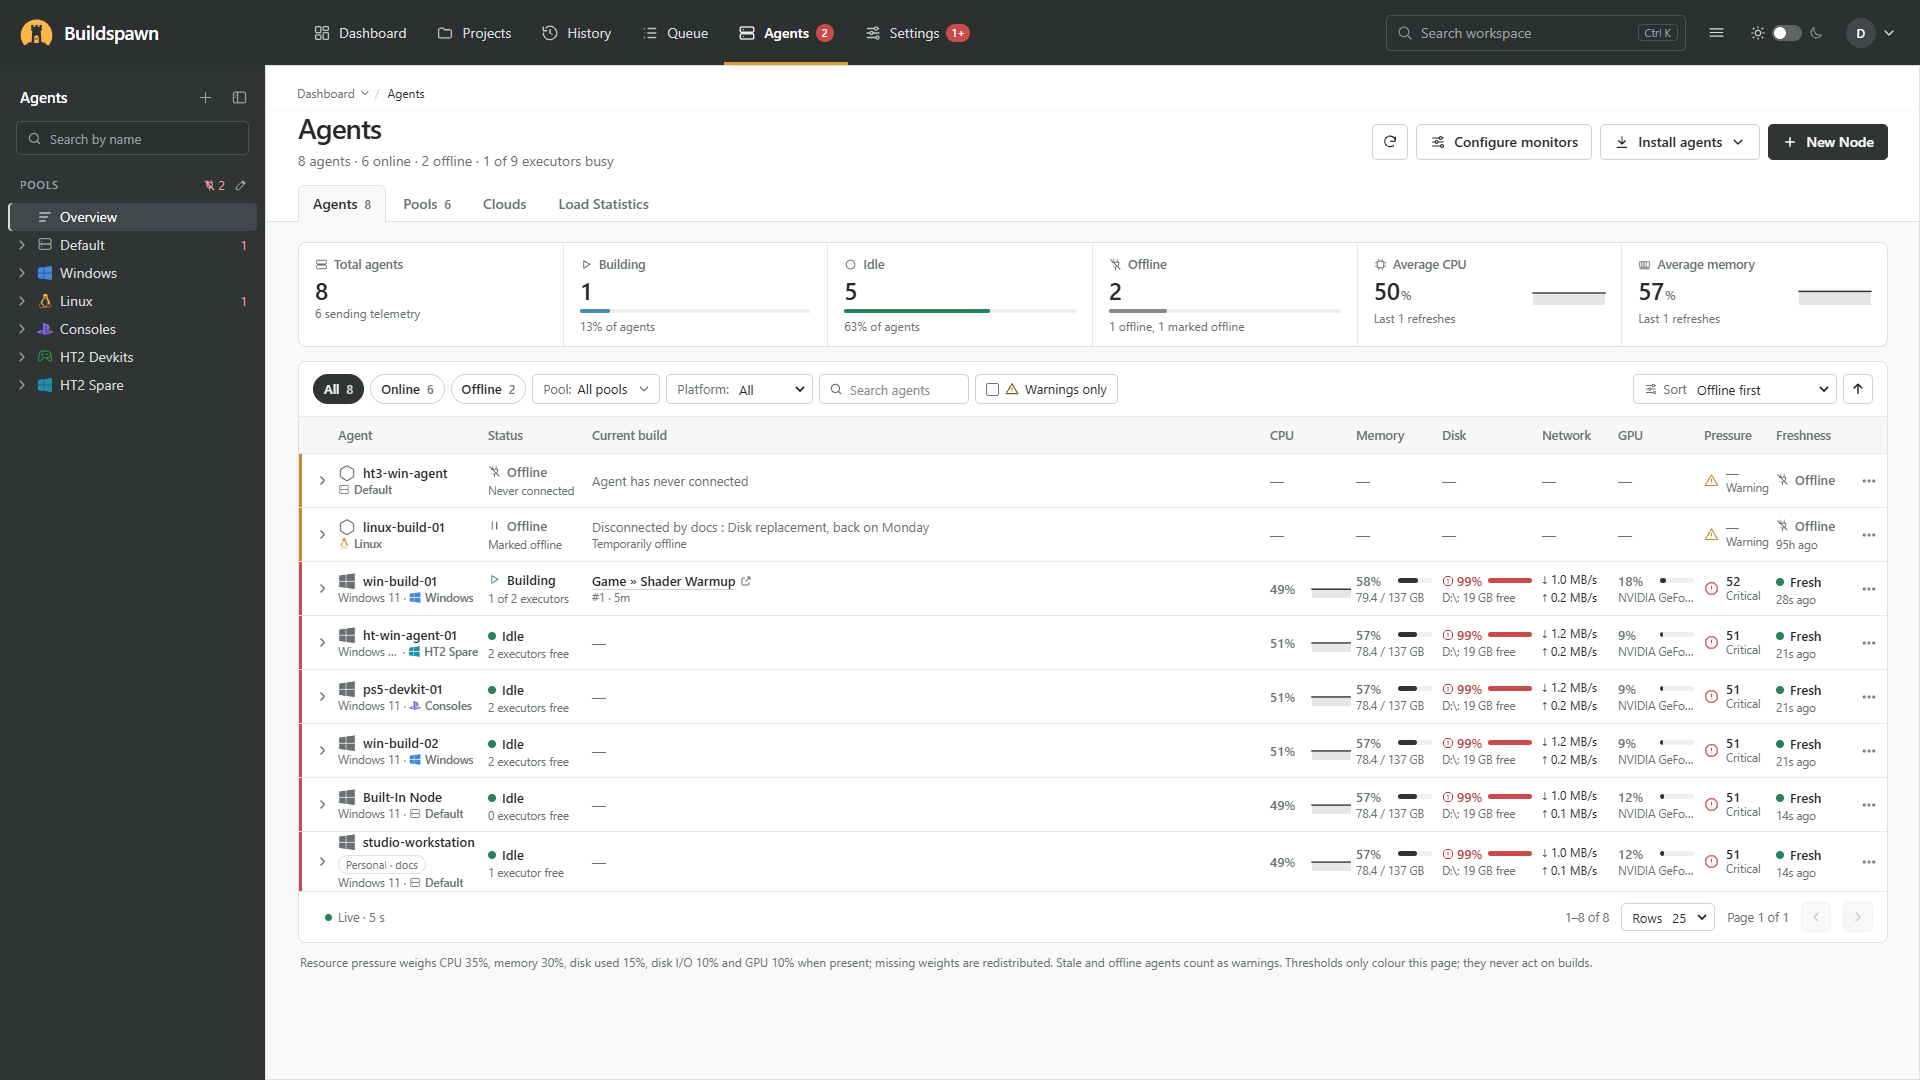 Buildspawn
Dashboard
Projects
History
Queue
Agents 2
Settings 1+
Search workspace Ctrl K
D
Agents
Search by name
POOLS 2
Overview
Default 1
Windows
Linux 1
Consoles
HT2 Devkits
HT2 Spare
Dashboard / Agents
Agents
8 agents · 6 online · 2 offline · 1 of 9 executors busy
Configure monitors
Install agents
New Node
Agents 8
Pools 6
Clouds
Load Statistics
Total agents
8
6 sending telemetry
Building
1
13% of agents
Idle
5
63% of agents
Offline
2
1 offline, 1 marked offline
Average CPU
50%
Last 1 refreshes
Average memory
57%
Last 1 refreshes
All 8
Online 6
Offline 2
Pool: All pools
Platform: All
Search agents
Warnings only
Sort Offline first
Agent Status Current build CPU Memory Disk Network GPU Pressure Freshness
ht3-win-agent Offline Agent has never connected — — — — — — Offline
Default Never connected Warning
linux-build-01 Offline Disconnected by docs : Disk replacement, back on Monday — — — — — — Offline
Linux Marked offline Temporarily offline Warning 95h ago
win-build-01 Building Game » Shader Warmup 49% 58% 99% ↓ 1.0 MB/s 18% 52 Fresh
Windows 11 · Windows 1 of 2 executors #1 · 5m 79.4 / 137 GB D:\: 19 GB free ↑ 0.2 MB/s NVIDIA GeFo... Critical 28s ago
ht-win-agent-01 Idle — 51% 57% 99% ↓ 1.2 MB/s 9% 51 Fresh
Windows ... · HT2 Spare 2 executors free 78.4 / 137 GB D:\: 19 GB free ↑ 0.2 MB/s NVIDIA GeFo... Critical 21s ago
ps5-devkit-01 Idle — 51% 57% 99% ↓ 1.2 MB/s 9% 51 Fresh
Windows 11 · Consoles 2 executors free 78.4 / 137 GB D:\: 19 GB free ↑ 0.2 MB/s NVIDIA GeFo... Critical 21s ago
win-build-02 Idle — 51% 57% 99% ↓ 1.2 MB/s 9% 51 Fresh
Windows 11 · Windows 2 executors free 78.4 / 137 GB D:\: 19 GB free ↑ 0.2 MB/s NVIDIA GeFo... Critical 21s ago
Built-In Node Idle — 49% 57% 99% ↓ 1.0 MB/s 12% 51 Fresh
Windows 11 · Default 0 executors free 78.4 / 137 GB D:\: 19 GB free ↑ 0.1 MB/s NVIDIA GeFo... Critical 14s ago
studio-workstation Idle — 49% 57% 99% ↓ 1.0 MB/s 12% 51 Fresh
Personal · docs
Windows 11 · Default 1 executor free 78.4 / 137 GB D:\: 19 GB free ↑ 0.1 MB/s NVIDIA GeFo... Critical 14s ago
Live · 5 s
1–8 of 8
Rows 25
Page 1 of 1
Resource pressure weighs CPU 35%, memory 30%, disk used 15%, disk I/O 10% and GPU 10% when present; missing weights are redistributed. Stale and offline agents count as warnings. Thresholds only colour this page; they never act on builds.